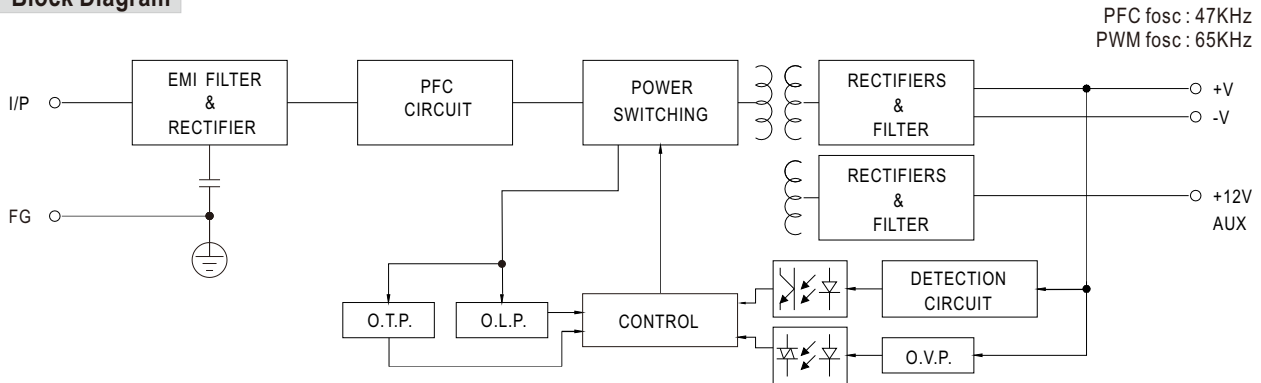 Block Diagram
PFC fosc : 47KHz
PWM fosc : 65KHz
I/P
EMI FILTER
&
RECTIFIER
PFC
CIRCUIT
POWER
SWITCHING
RECTIFIERS
&
FILTER
+V
-V
RECTIFIERS
&
FILTER
+12V
AUX
FG
O.T.P.
O.L.P.
CONTROL
DETECTION
CIRCUIT
O.V.P.